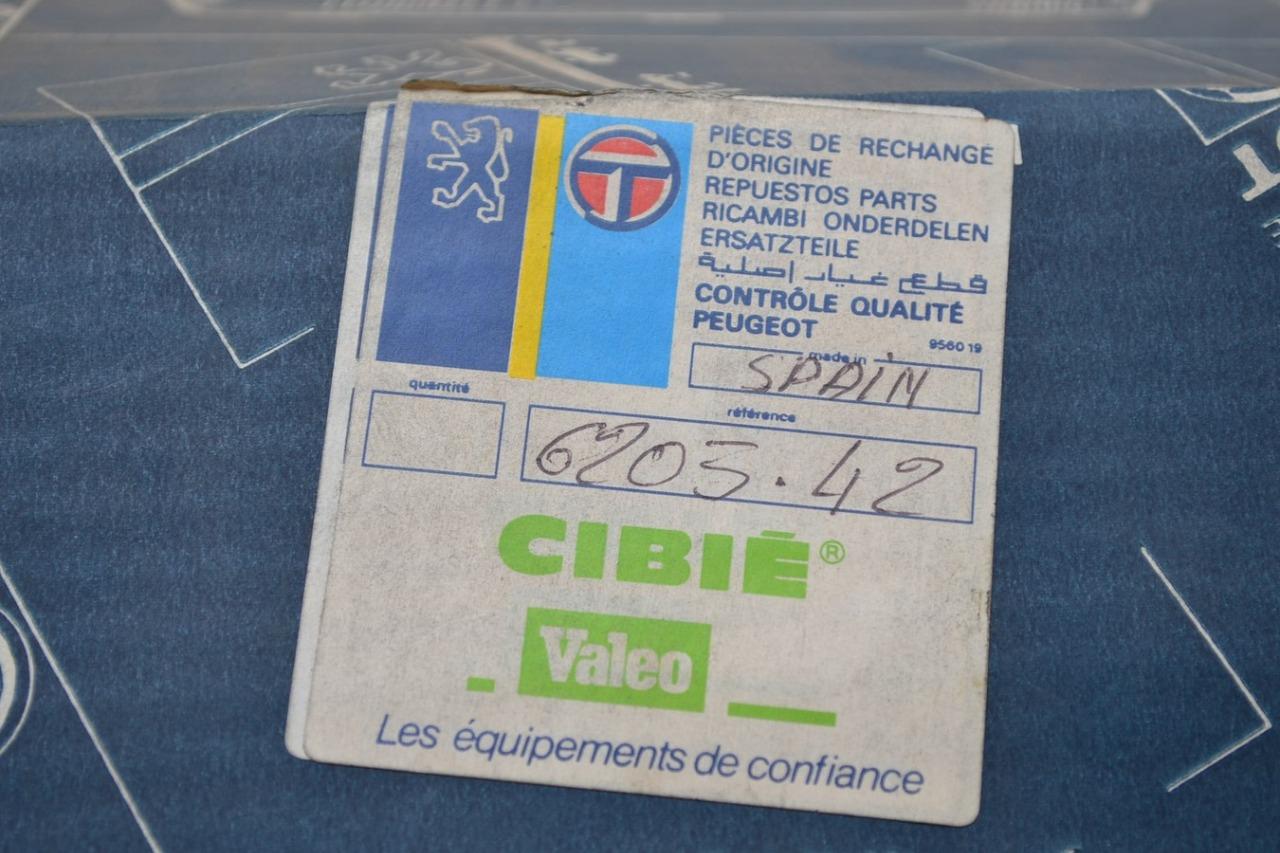 PIÈCES DE RECHANGE
D'ORIGINE
REPUESTOS PARTS
RICAMBI ONDERDELEN
ERSATZTEILE
قطع غيار اصلية
CONTRÔLE QUALITÉ
PEUGEOT
956019
made in
SPAIN
quantité
référence
6205.42
CIBIÉ®
Valeo
Les équipements de confiance